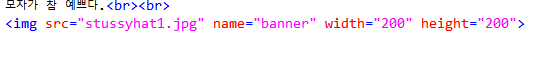 모자가 참 예쁘다.<br><br>
<img src="stussyhat1.jpg" name="banner" width="200" height="200">